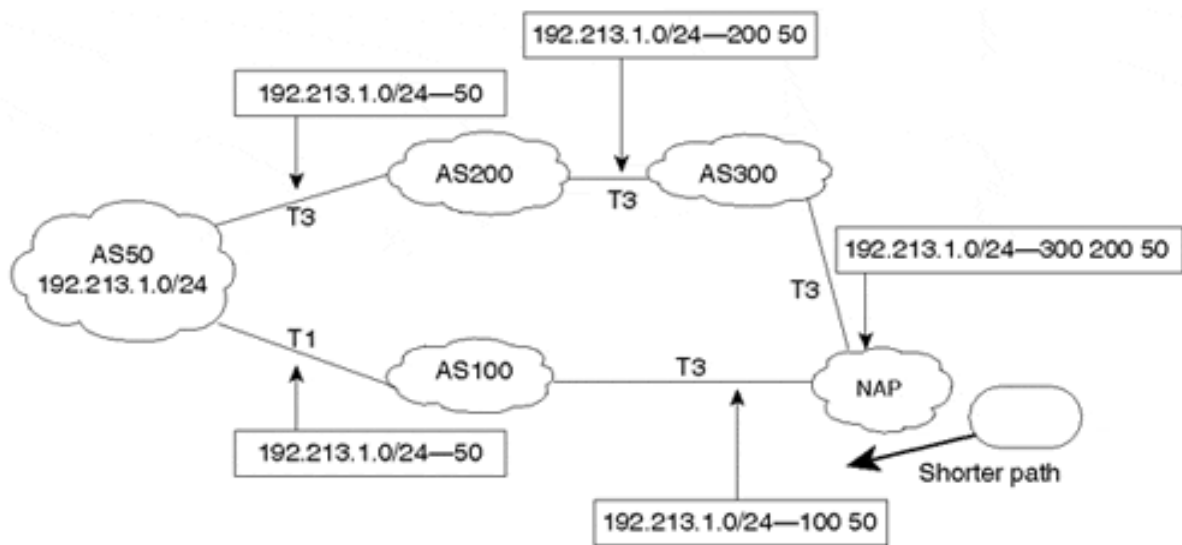 192.213.1.0/24—200 50
192.213.1.0/24—50
AS200
AS300
T3
T3
AS50
192.213.1.0/24
192.213.1.0/24—300 200 50
T3
T1
AS100
T3
NAP
192.213.1.0/24—50
Shorter path
192.213.1.0/24—100 50